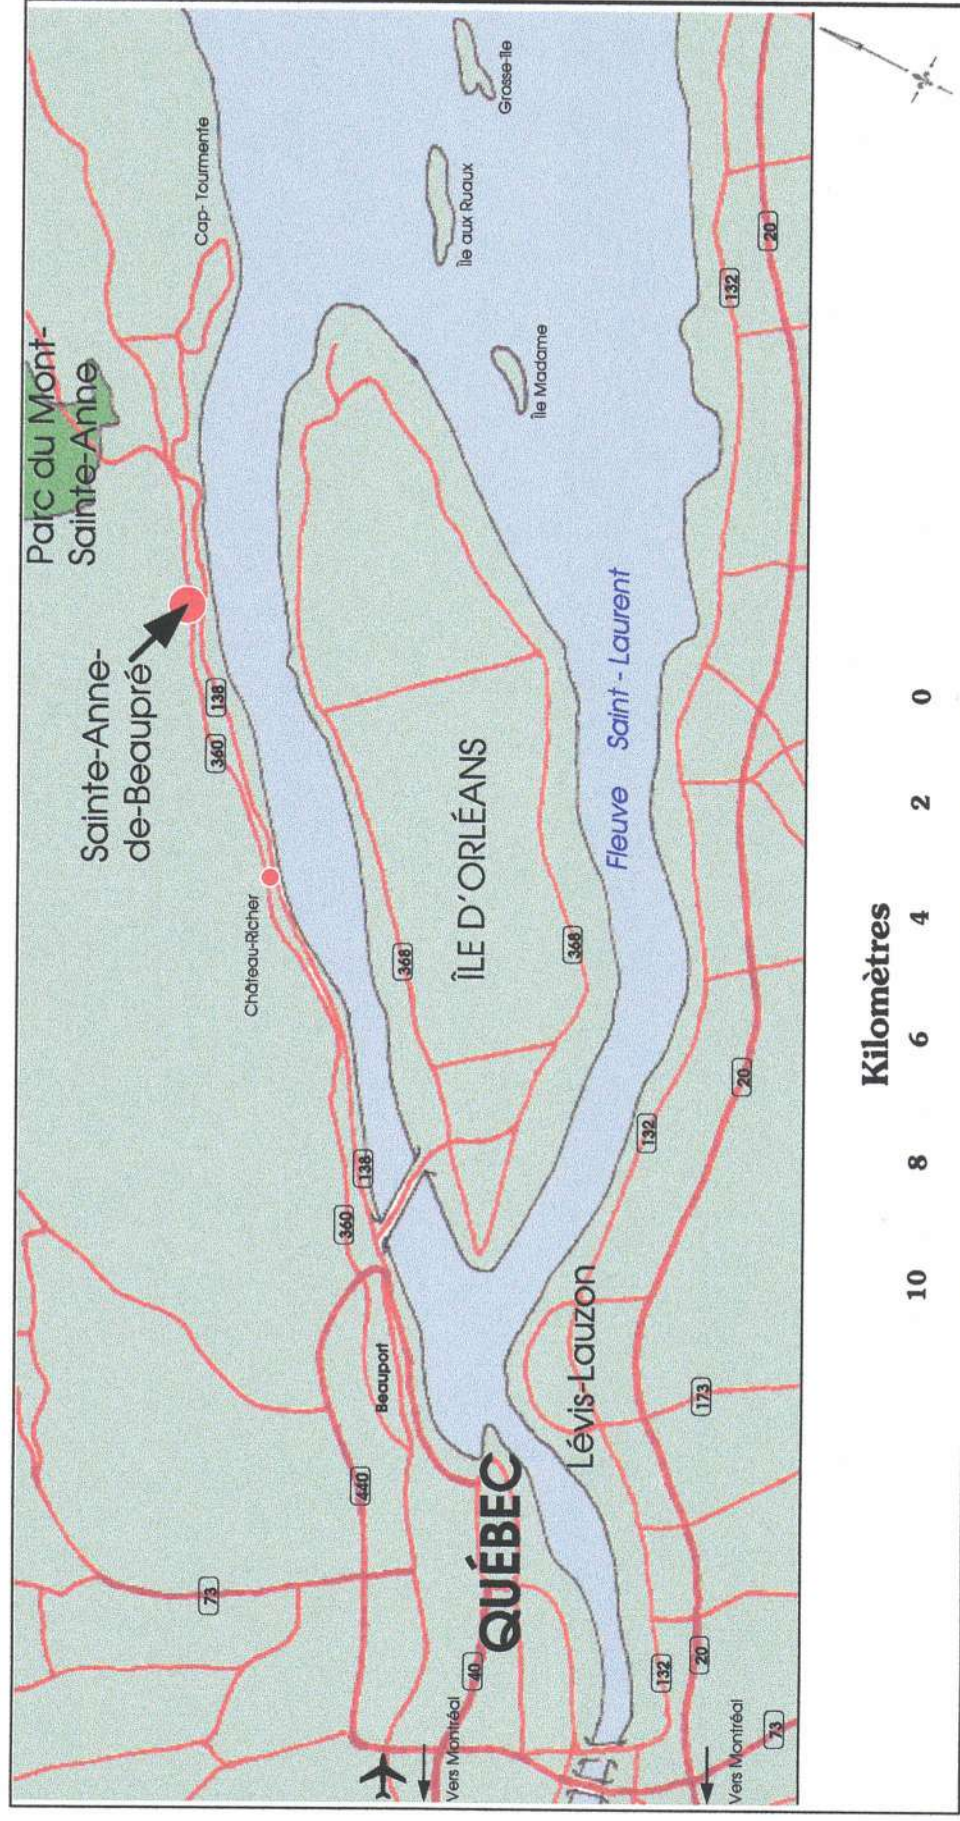 Parc du Mont-
Sainte-Anne
Sainte-Anne-
de-Beaupré
Cap-Tourmente
Grosse-Ile
Île aux Ruaux
Île Madame
138
360
Château-Richer
368
ÎLE D'ORLÉANS
368
Fleuve Saint-Laurent
132
20
138
360
132
20
Beauport
440
73
QUÉBEC
Lévis-Lauzon
173
40
132
20
73
Vers Montréal
Vers Montréal
Kilomètres
10 8 6 4 2 0